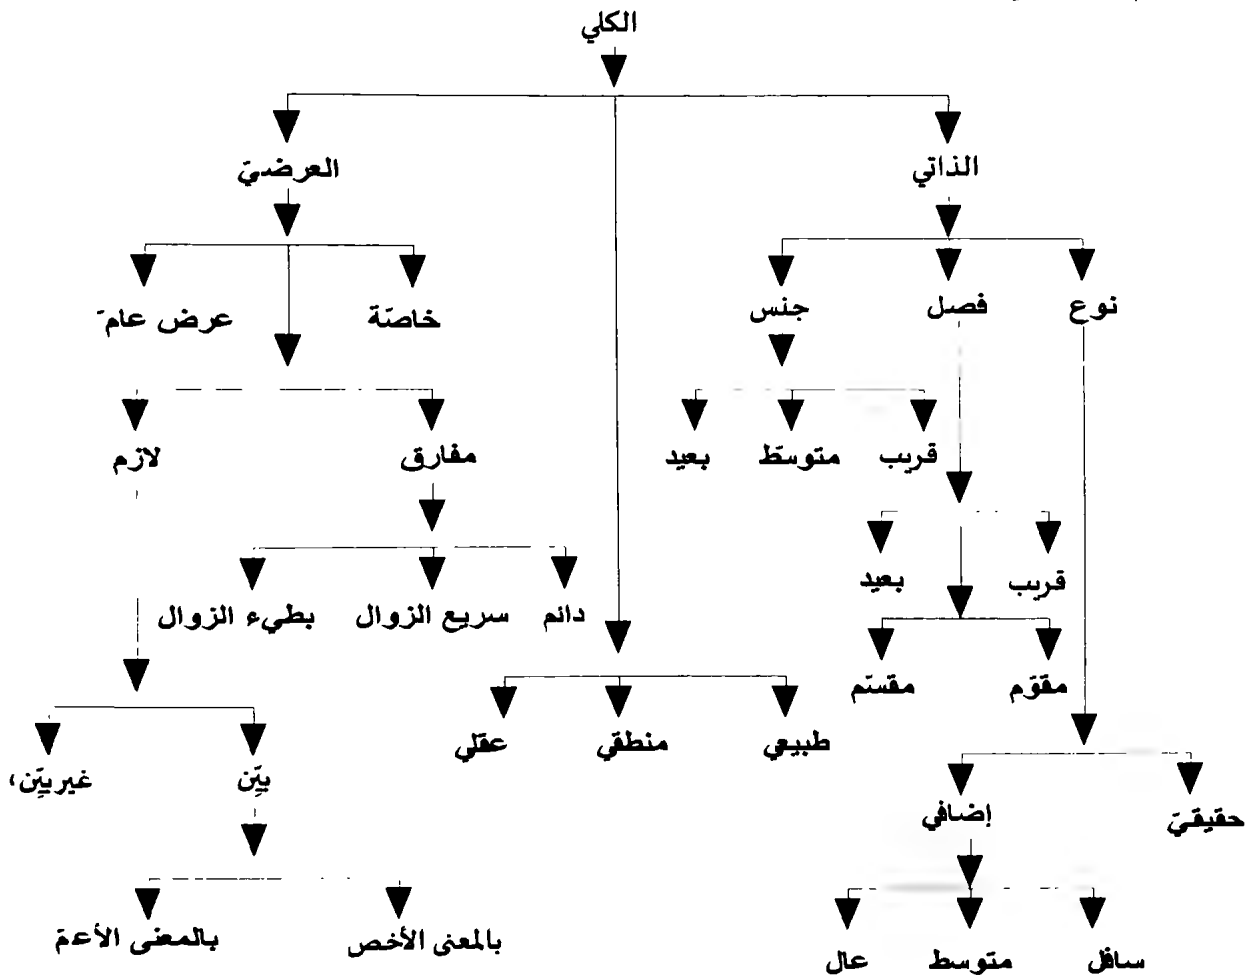 الكلي
الذاتي
العرضيّ
نوع
فصل
جنس
خاصّة
عرض عامّ
قريب
متوسّط
بعيد
مفارق
لازم
قريب
بعيد
دائم
سريع الزوال
بطيء الزوال
مقوّم
مقسّم
طبيعي
منطقي
عقلي
بيّن
غيربيّن،
حقيقيّ
إضافي
بالمعنى الأخص
بالمعنى الأعمّ
سافل
متوسط
عال